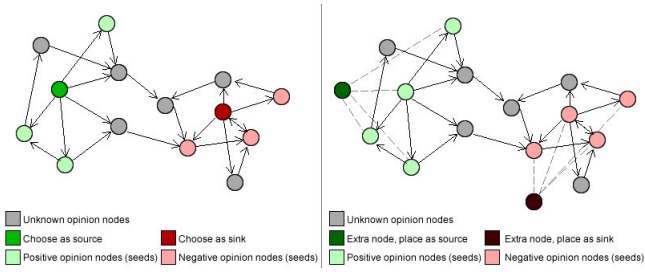 Unknown opinion nodes
Choose as source
Choose as sink
Positive opinion nodes (seeds)
Negative opinion nodes (seeds)
Unknown opinion nodes
Extra node, place as source
Extra node, place as sink
Positive opinion nodes (seeds)
Negative opinion nodes (seeds)